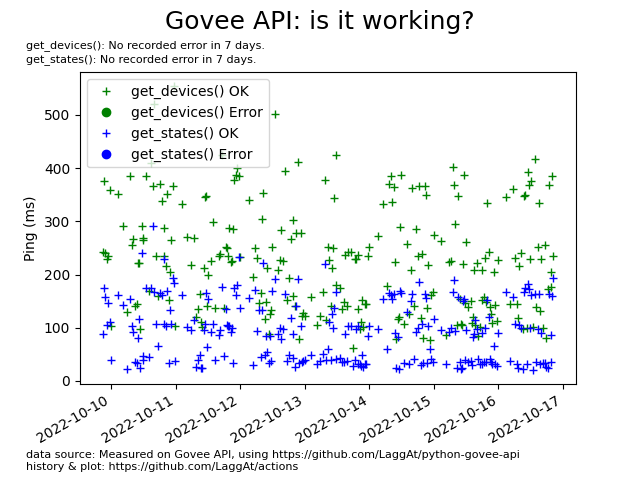 Govee API: is it working?
get_devices(): No recorded error in 7 days.
get_states(): No recorded error in 7 days.
get_devices() OK
get_devices() Error
get_states() OK
get_states() Error
Ping (ms)
500
400
300
200
100
0
2022-10-10
2022-10-11
2022-10-12
2022-10-13
2022-10-14
2022-10-15
2022-10-16
2022-10-17
data source: Measured on Govee API, using https://github.com/LaggAt/python-govee-api
history & plot: https://github.com/LaggAt/actions